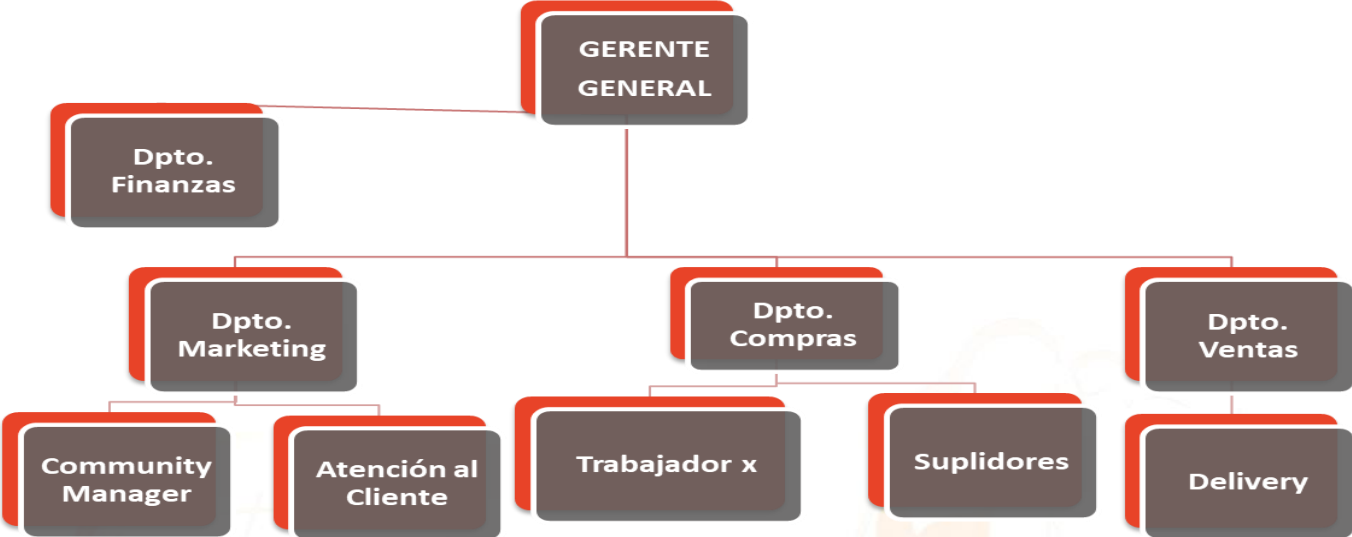 GERENTE
GENERAL
Dpto.
Finanzas
Dpto.
Marketing
Dpto.
Compras
Dpto.
Ventas
Community
Manager
Atención al
Cliente
Trabajador x
Suplidores
Delivery